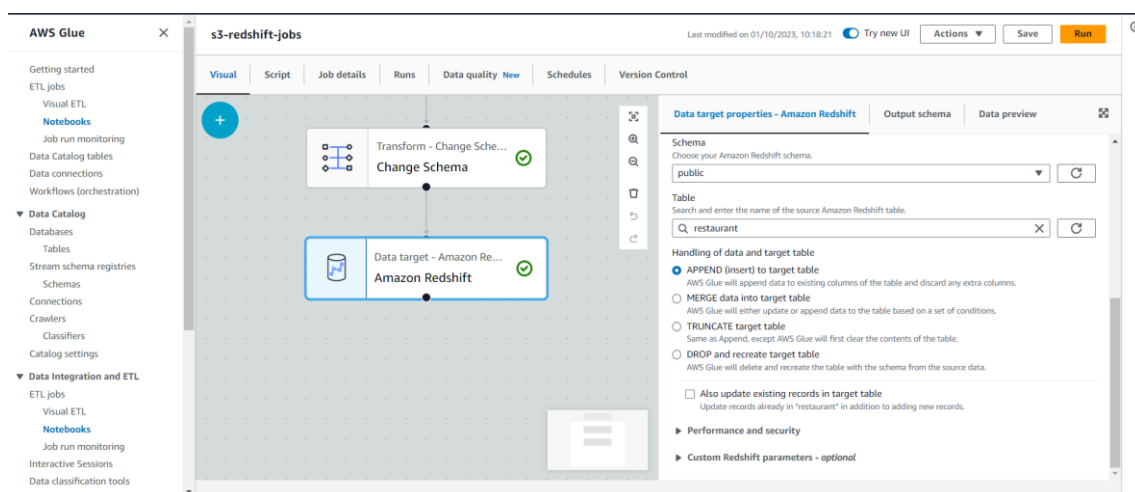 AWS Glue
Getting started
ETL jobs
Visual ETL
Notebooks
Job run monitoring
Data Catalog tables
Data connections
Workflows (orchestration)
Data Catalog
Databases
Tables
Stream schema registries
Schemas
Connections
Crawlers
Classifiers
Catalog settings
Data Integration and ETL
ETL jobs
Visual ETL
Notebooks
Job run monitoring
Interactive Sessions
Data classification tools
s3-redshift-jobs
Last modified on 01/10/2023, 10:18:21 Try new UI Actions Save Run
Visual Script Job details Runs Data quality New Schedules Version Control
Transform - Change Sche...
Change Schema
Data target - Amazon Re...
Amazon Redshift
Data target properties - Amazon Redshift Output schema Data preview
Schema
Choose your Amazon Redshift schema.
public
Table
Search and enter the name of the source Amazon Redshift table.
restaurant
Handling of data and target table
APPEND (insert) to target table
AWS Glue will append data to existing columns of the table and discard any extra columns.
MERGE data into target table
AWS Glue will either update or append data to the table based on a set of conditions.
TRUNCATE target table
Same as Append, except AWS Glue will first clear the contents of the table.
DROP and recreate target table
AWS Glue will delete and recreate the table with the schema from the source data.
Also update existing records in target table
Update records already in "restaurant" in addition to adding new records.
Performance and security
Custom Redshift parameters - optional